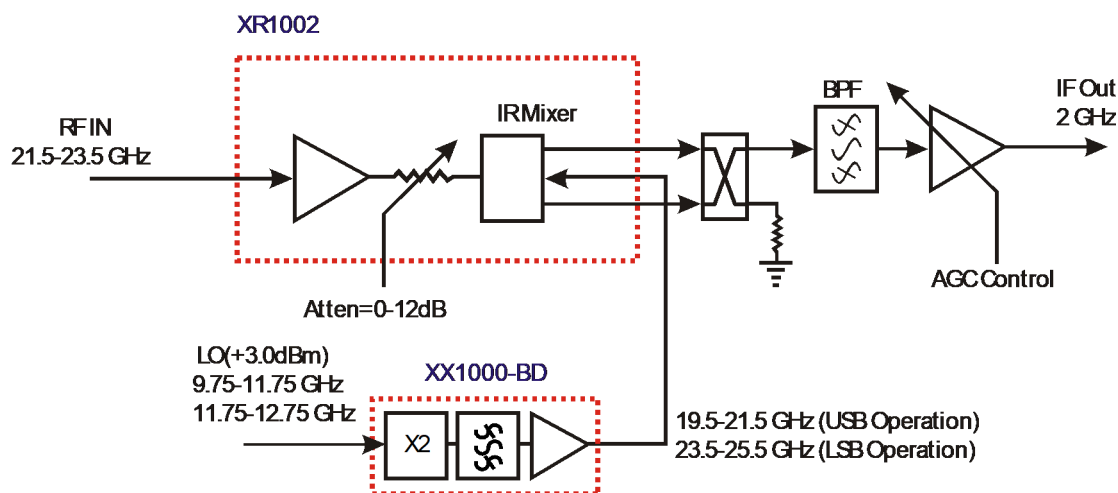 XR1002
RF IN
21.5-23.5 GHz
IR Mixer
BPF
IF Out
2 GHz
Atten=0-12dB
AGC Control
LO(+3.0dBm)
9.75-11.75 GHz
11.75-12.75 GHz
XX1000-BD
X2
19.5-21.5 GHz (USB Operation)
23.5-25.5 GHz (LSB Operation)